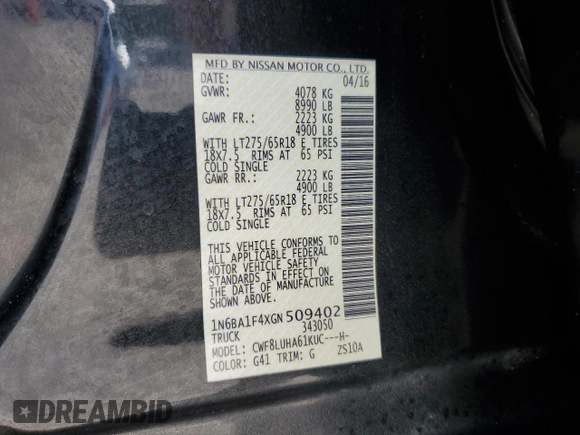 MFD BY NISSAN MOTOR CO., LTD.
DATE: 04/16
GVWR: 4078 KG
8990 LB
GAWR FR.: 2223 KG
4900 LB
WITH LT275/65R18 E TIRES
18X7.5 RIMS AT 65 PSI
COLD SINGLE
GAWR RR.: 2223 KG
4900 LB
WITH LT275/65R18 E TIRES
18X7.5 RIMS AT 65 PSI
COLD SINGLE
THIS VEHICLE CONFORMS TO
ALL APPLICABLE FEDERAL
MOTOR VEHICLE SAFETY
STANDARDS IN EFFECT ON
THE DATE OF MANUFACTURE
SHOWN ABOVE.
1N6BA1F4XGN509402
TRUCK 343050
MODEL: CWF8LUHA61KUC---H-
COLOR: G41 TRIM: G ZS10A
DREAMBID